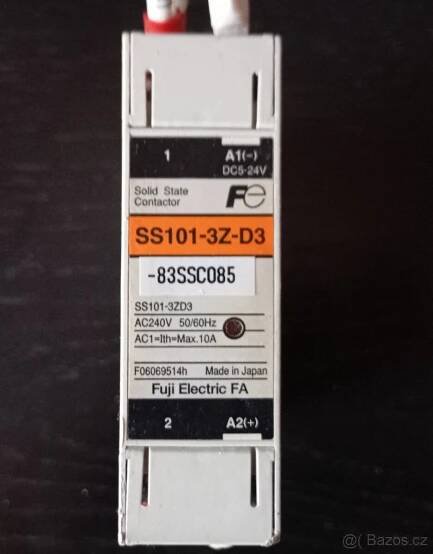 1 A1(-)
DC5-24V
Solid State
Contactor
Fe
SS101-3Z-D3
-83SSC085
SS101-3ZD3
AC240V 50/60Hz
AC1=Ith=Max.10A
F06069514h Made in Japan
Fuji Electric FA
2 A2(+)
@( Bazos.cz